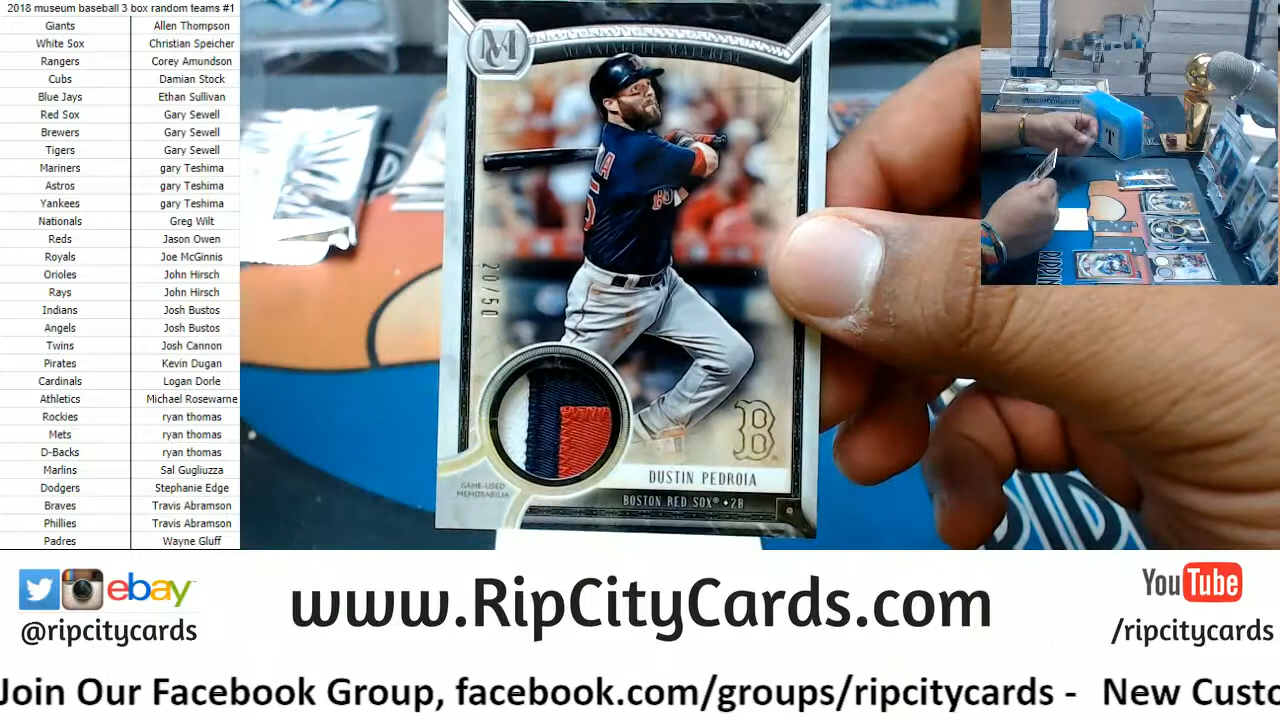 2018 museum baseball 3 box random teams #1
Giants Allen Thompson
White Sox Christian Speicher
Rangers Corey Amundson
Cubs Damian Stock
Blue Jays Ethan Sullivan
Red Sox Gary Sewell
Brewers Gary Sewell
Tigers Gary Sewell
Mariners gary Teshima
Astros gary Teshima
Yankees gary Teshima
Nationals Greg Wilt
Reds Jason Owen
Royals Joe McGinnis
Orioles John Hirsch
Rays John Hirsch
Indians Josh Bustos
Angels Josh Bustos
Twins Josh Cannon
Pirates Kevin Dugan
Cardinals Logan Dorle
Athletics Michael Rosewarne
Rockies ryan thomas
Mets ryan thomas
D-Backs ryan thomas
Marlins Sal Gugliuzza
Dodgers Stephanie Edge
Braves Travis Abramson
Phillies Travis Abramson
Padres Wayne Gluff
M
MEANINGFUL MATERIAL
20/50
B
GAME-USED
MEMORABILIA
DUSTIN PEDROIA
BOSTON RED SOX® • 2B
ebay
@ripcitycards
www.RipCityCards.com
YouTube
/ripcitycards
Join Our Facebook Group, facebook.com/groups/ripcitycards - New Custo